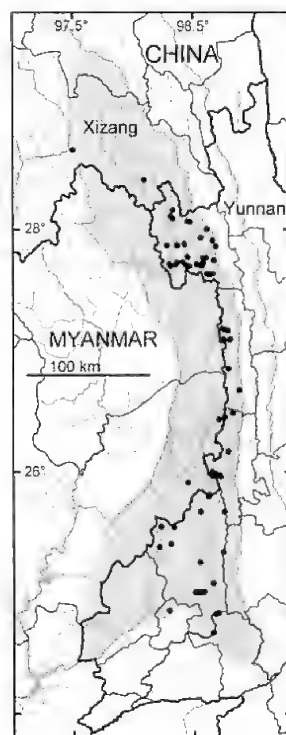 97.5° 98.5°
CHINA
Xizang
Yunnan
28°
MYANMAR
100 km
26°